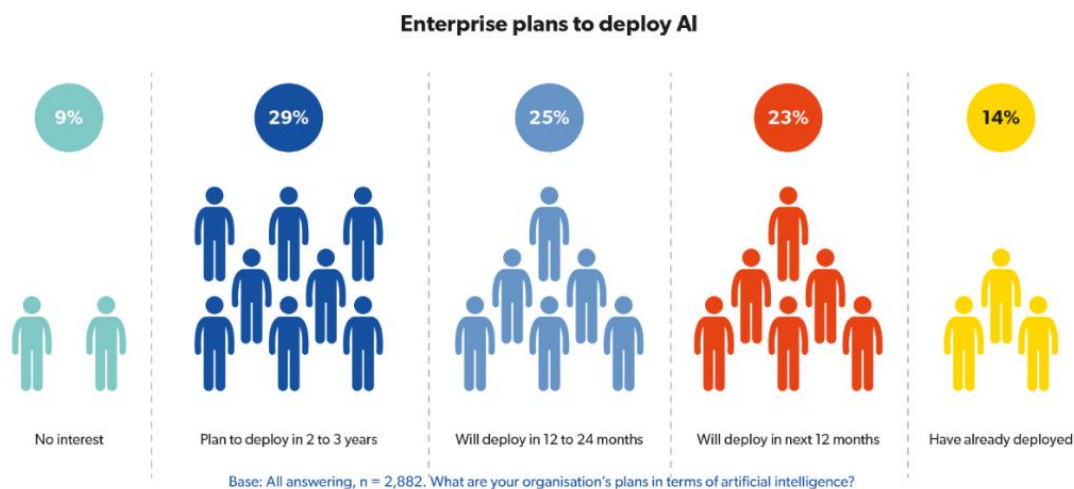 Enterprise plans to deploy AI
9%
29%
25%
23%
14%
No interest
Plan to deploy in 2 to 3 years
Will deploy in 12 to 24 months
Will deploy in next 12 months
Have already deployed
Base: All answering, n = 2,882. What are your organisation's plans in terms of artificial intelligence?